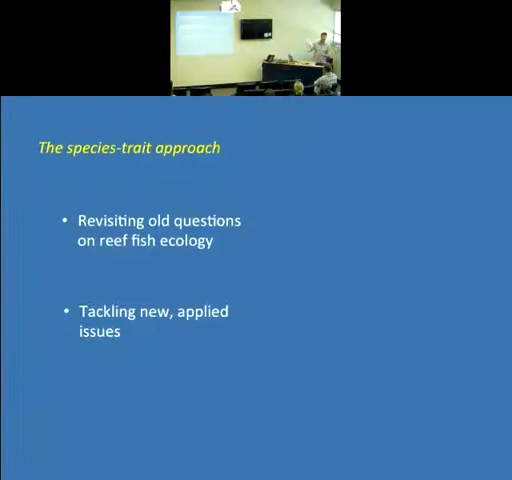 The species-trait approach
• Revisiting old questions
on reef fish ecology
• Tackling new, applied
issues